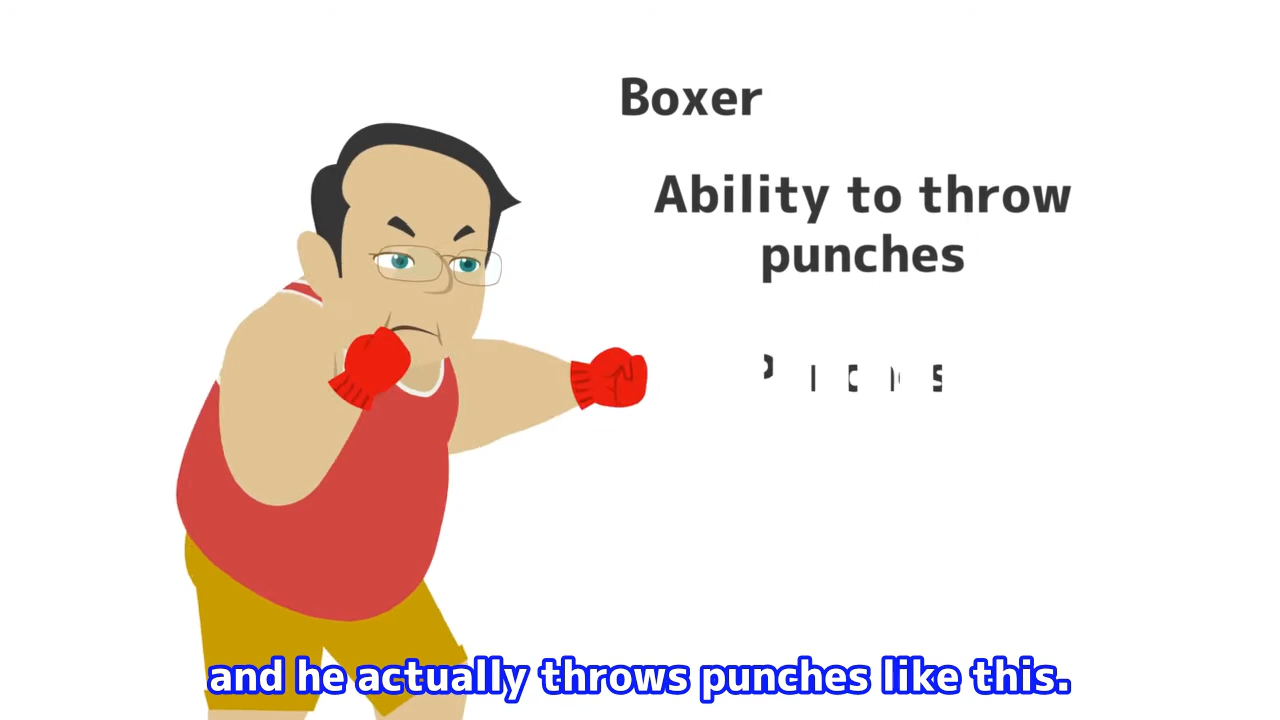 Boxer
Ability to throw
punches
and he actually throws punches like this.